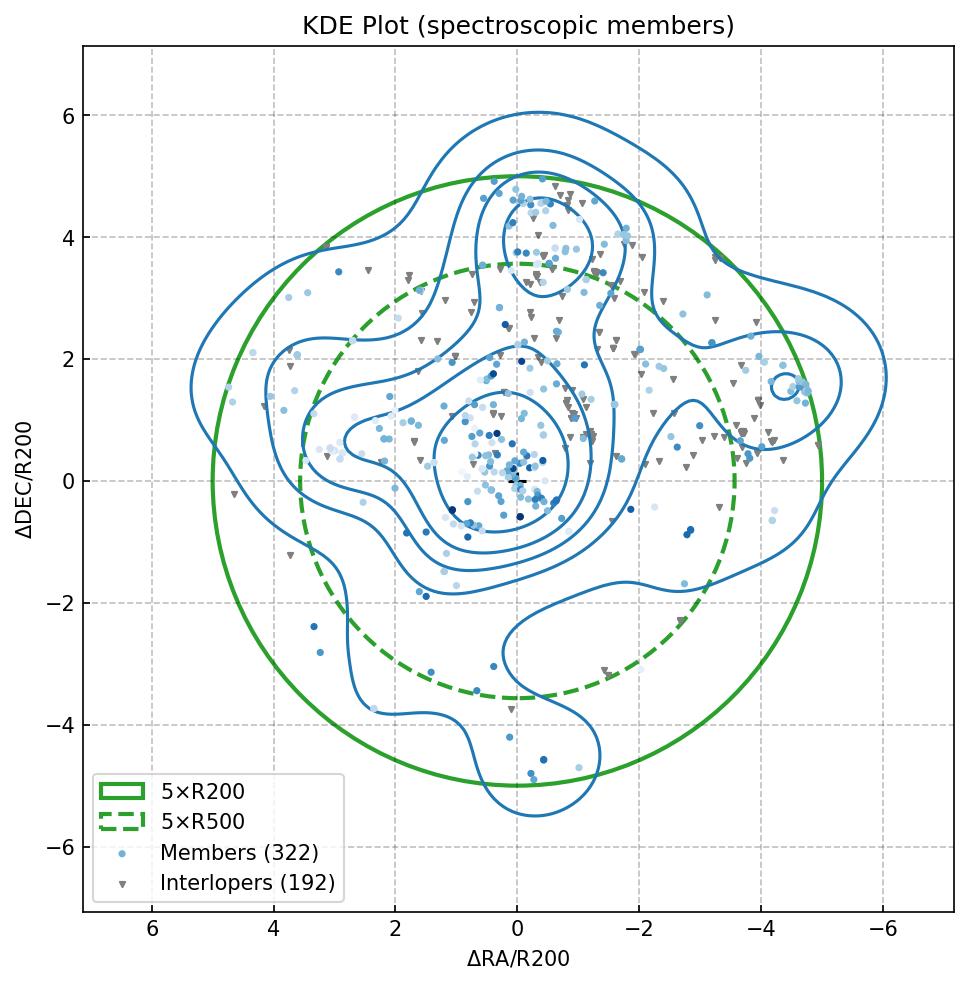 KDE Plot (spectroscopic members)
ΔDEC/R200
6
4
2
0
−2
−4
−6
5×R200
5×R500
Members (322)
Interlopers (192)
6
4
2
0
−2
−4
−6
ΔRA/R200